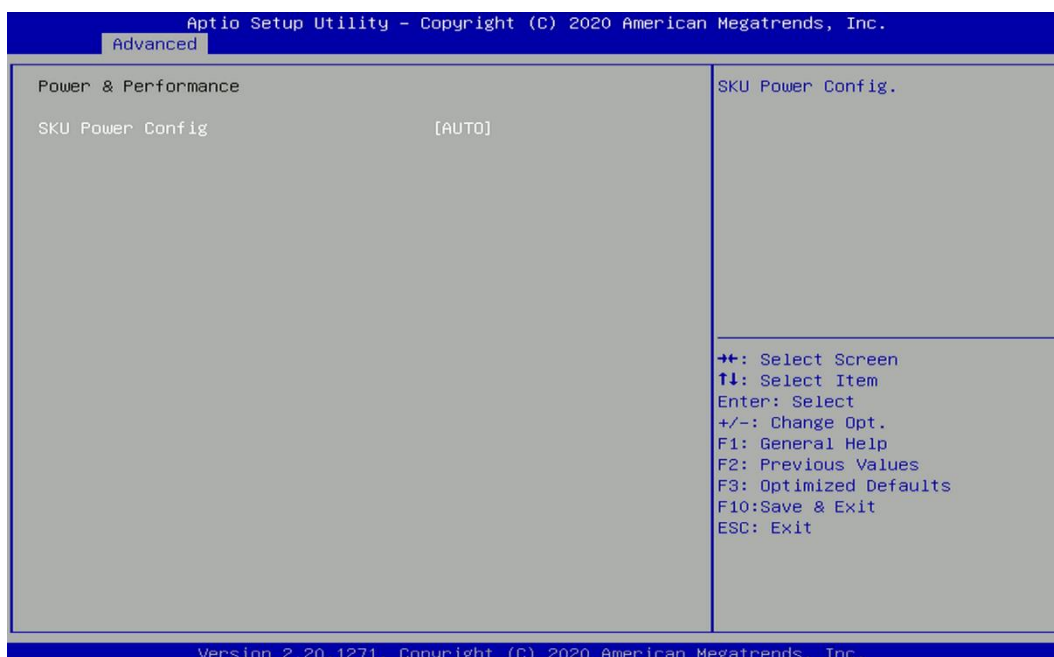 Aptio Setup Utility – Copyright (C) 2020 American Megatrends, Inc.
Advanced
Power & Performance
SKU Power Config [AUTO]
SKU Power Config.
→←: Select Screen
↑↓: Select Item
Enter: Select
+/-: Change Opt.
F1: General Help
F2: Previous Values
F3: Optimized Defaults
F10:Save & Exit
ESC: Exit
Version 2.20.1271. Copyright (C) 2020 American Megatrends, Inc.